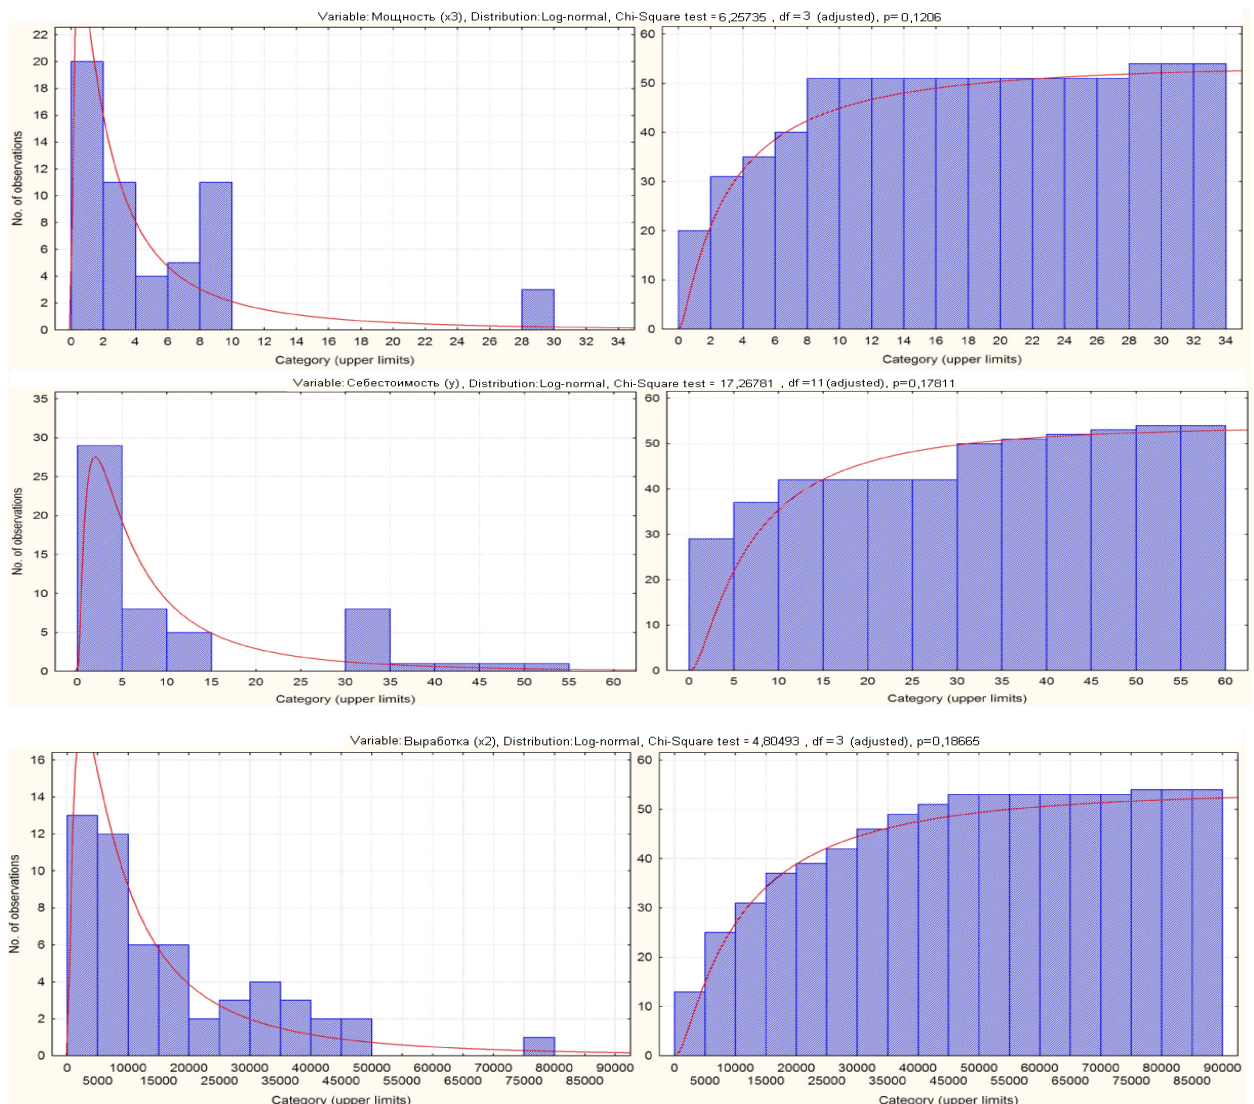 Variable: Мощность (x3), Distribution:Log-normal, Chi-Square test = 6,25735 , df = 3 (adjusted), p= 0,1206
No. of observations
22
20
18
16
14
12
10
8
6
4
2
0
0 2 4 6 8 10 12 14 16 18 20 22 24 26 28 30 32 34
Category (upper limits)
60
50
40
30
20
10
0
0 2 4 6 8 10 12 14 16 18 20 22 24 26 28 30 32 34
Category (upper limits)
Variable: Себестоимость (y), Distribution:Log-normal, Chi-Square test = 17,26781 , df =11 (adjusted), p=0,17811
No. of observations
35
30
25
20
15
10
5
0
0 5 10 15 20 25 30 35 40 45 50 55 60
Category (upper limits)
60
50
40
30
20
10
0
0 5 10 15 20 25 30 35 40 45 50 55 60
Category (upper limits)
Variable: Выработка (x2), Distribution:Log-normal, Chi-Square test = 4,80493 , df = 3 (adjusted), p=0,18665
No. of observations
16
14
12
10
8
6
4
2
0
0 10000 20000 30000 40000 50000 60000 70000 80000 90000
5000 15000 25000 35000 45000 55000 65000 75000 85000
Category (upper limits)
60
50
40
30
20
10
0
0 10000 20000 30000 40000 50000 60000 70000 80000 90000
5000 15000 25000 35000 45000 55000 65000 75000 85000
Category (upper limits)